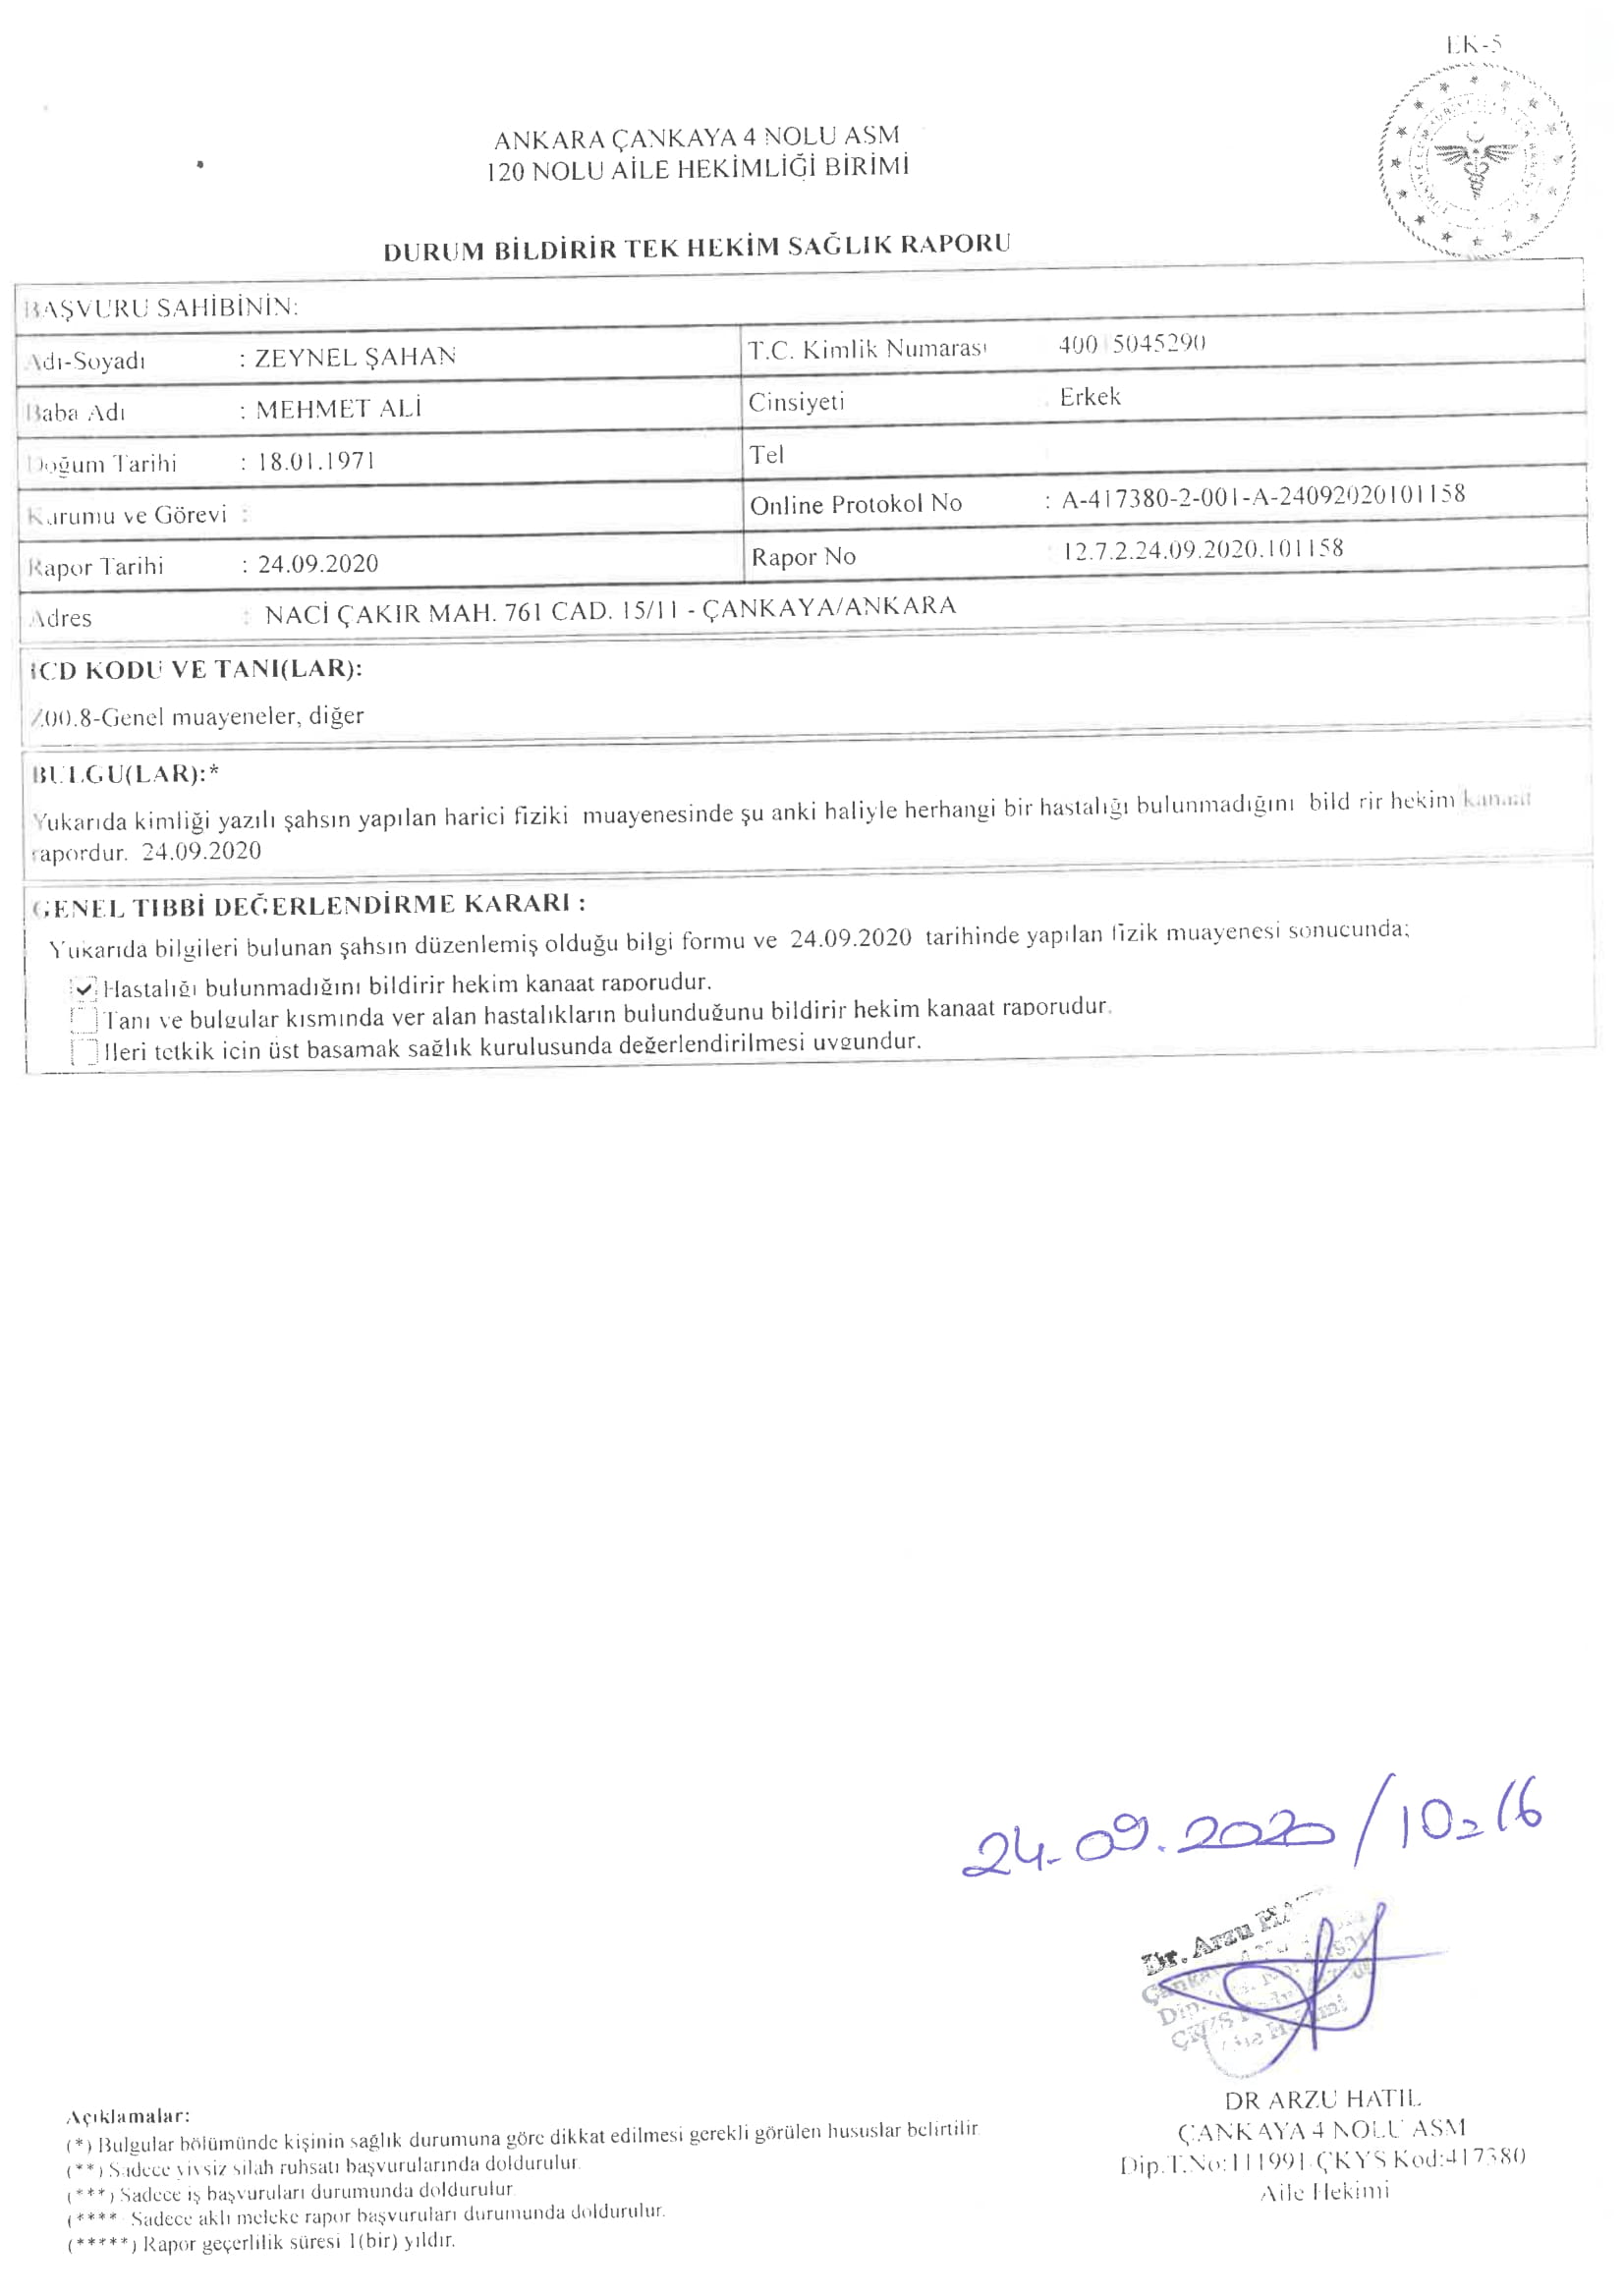 EK-5
ANKARA ÇANKAYA 4 NOLU ASM
120 NOLU AİLE HEKİMLİĞİ BİRİMİ
DURUM BİLDİRİR TEK HEKİM SAĞLIK RAPORU
BAŞVURU SAHİBİNİN:
Adı-Soyadı : ZEYNEL ŞAHAN T.C. Kimlik Numarası 400 5045290
Baba Adı : MEHMET ALİ Cinsiyeti Erkek
Doğum Tarihi : 18.01.1971 Tel
Kurumu ve Görevi : Online Protokol No : A-417380-2-001-A-24092020101158
Rapor Tarihi : 24.09.2020 Rapor No 12.7.2.24.09.2020.101158
Adres : NACİ ÇAKIR MAH. 761 CAD. 15/11 - ÇANKAYA/ANKARA
ICD KODU VE TANI(LAR):
Z00.8-Genel muayeneler, diğer
BULGU(LAR):*
Yukarıda kimliği yazılı şahsın yapılan harici fiziki muayenesinde şu anki haliyle herhangi bir hastalığı bulunmadığını bild rir hekim kanaat
rapordur. 24.09.2020
GENEL TIBBİ DEĞERLENDİRME KARARI :
Yukarıda bilgileri bulunan şahsın düzenlemiş olduğu bilgi formu ve 24.09.2020 tarihinde yapılan fizik muayenesi sonucunda;
Hastalığı bulunmadığını bildirir hekim kanaat raporudur.
Tanı ve bulgular kısmında yer alan hastalıkların bulunduğunu bildirir hekim kanaat raporudur.
İleri tetkik için üst basamak sağlık kuruluşunda değerlendirilmesi uygundur.
24.09.2020/10:16
Dr. Arzu
DR ARZU HATIL
ÇANKAYA 4 NOLU ASM
Dip.T.No:111991 ÇKYS Kod:417380
Aile Hekimi
Açıklamalar:
(*) Bulgular bölümünde kişinin sağlık durumuna göre dikkat edilmesi gerekli görülen hususlar belirtilir
(**) Sadece yivsiz silah ruhsatı başvurularında doldurulur.
(***) Sadece iş başvuruları durumunda doldurulur.
(**** Sadece akli meleke rapor başvuruları durumunda doldurulur.
(*****) Rapor geçerlilik süresi 1(bir) yıldır.